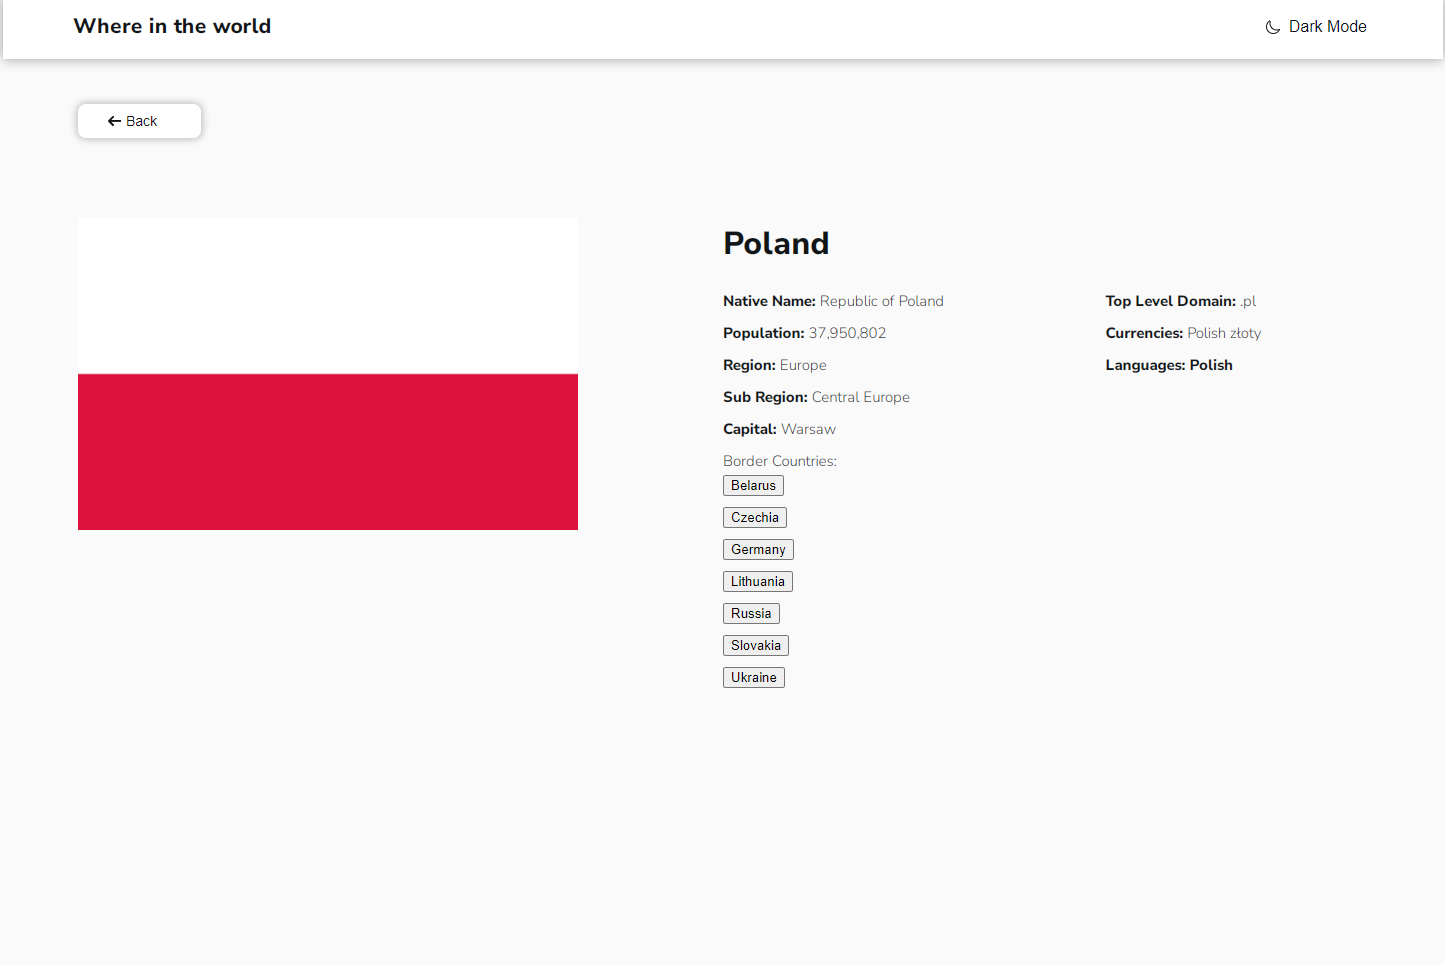 Where in the world
Dark Mode
Back
Poland
Native Name: Republic of Poland
Population: 37,950,802
Region: Europe
Sub Region: Central Europe
Capital: Warsaw
Top Level Domain: .pl
Currencies: Polish złoty
Languages: Polish
Border Countries:
Belarus
Czechia
Germany
Lithuania
Russia
Slovakia
Ukraine